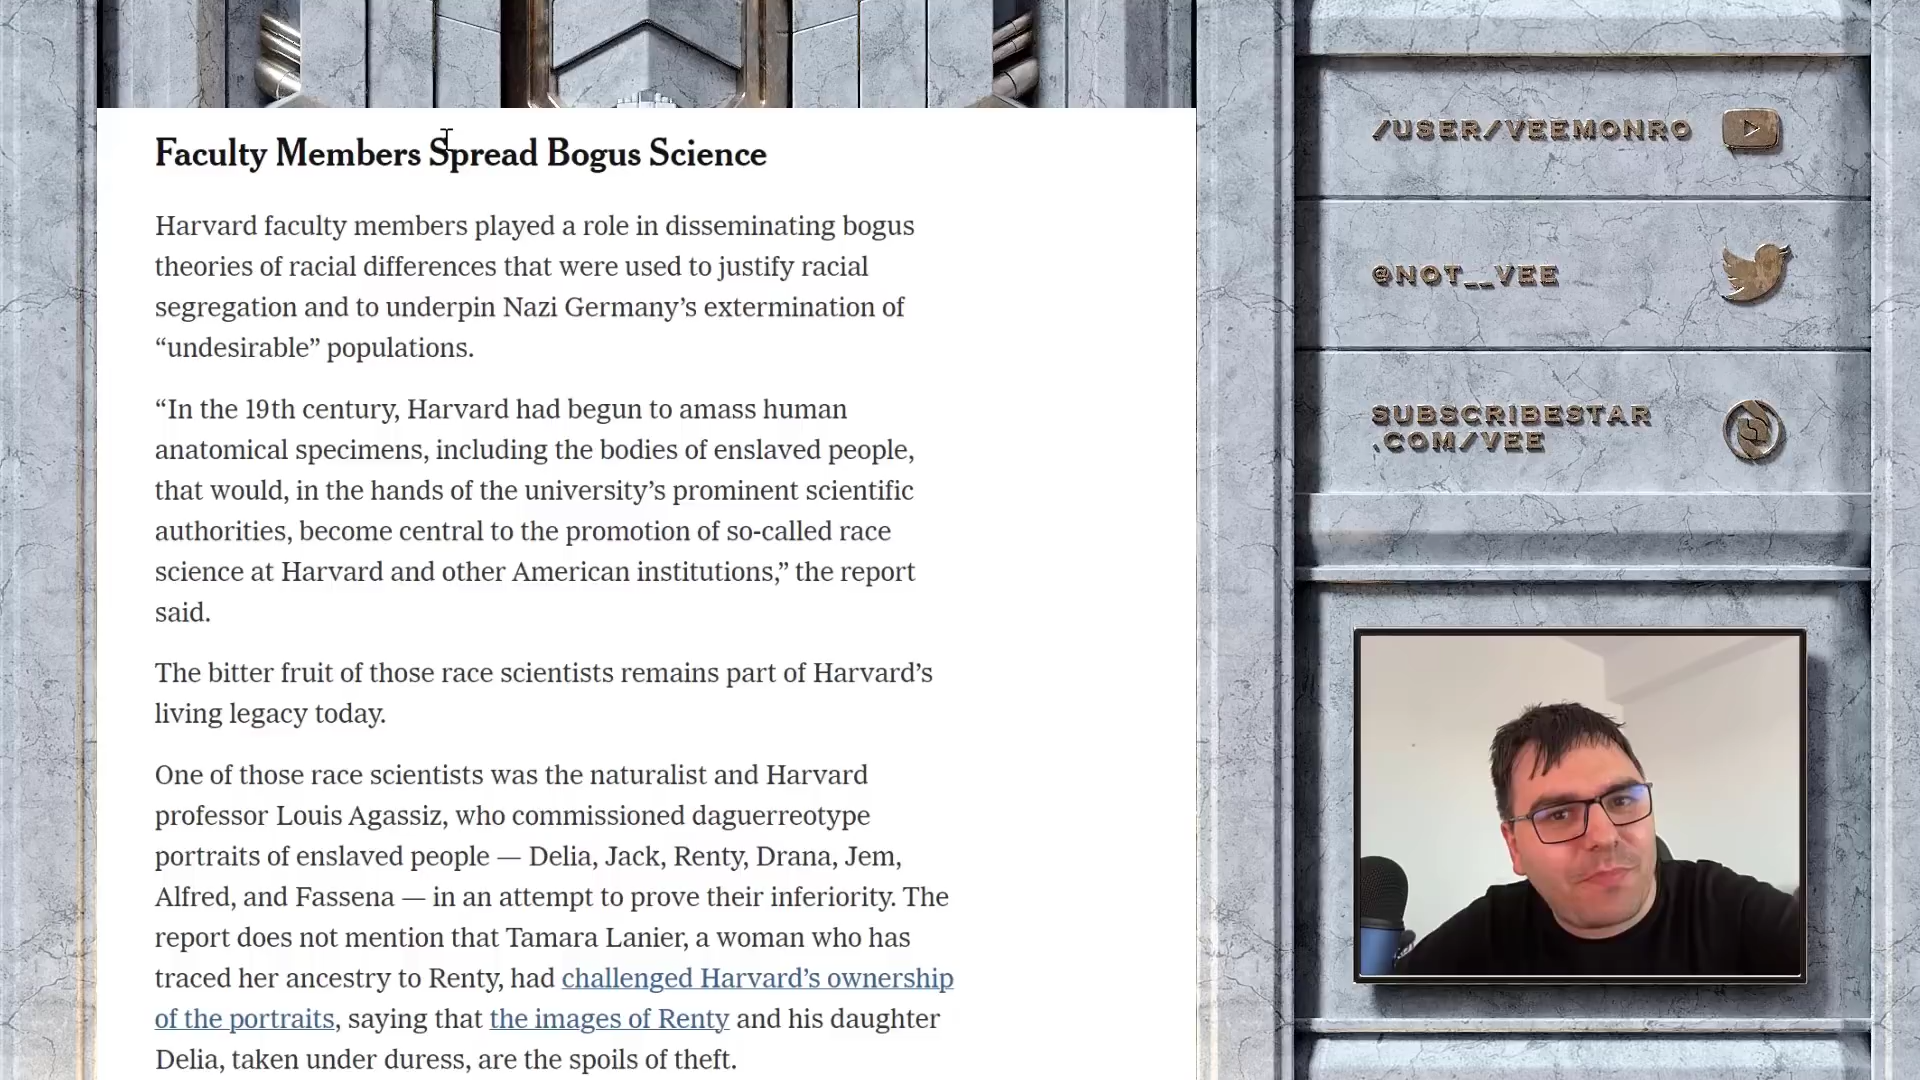 Faculty Members Spread Bogus Science
Harvard faculty members played a role in disseminating bogus
theories of racial differences that were used to justify racial
segregation and to underpin Nazi Germany’s extermination of
“undesirable” populations.
“In the 19th century, Harvard had begun to amass human
anatomical specimens, including the bodies of enslaved people,
that would, in the hands of the university’s prominent scientific
authorities, become central to the promotion of so-called race
science at Harvard and other American institutions,” the report
said.
The bitter fruit of those race scientists remains part of Harvard’s
living legacy today.
One of those race scientists was the naturalist and Harvard
professor Louis Agassiz, who commissioned daguerreotype
portraits of enslaved people — Delia, Jack, Renty, Drana, Jem,
Alfred, and Fassena — in an attempt to prove their inferiority. The
report does not mention that Tamara Lanier, a woman who has
traced her ancestry to Renty, had challenged Harvard’s ownership
of the portraits, saying that the images of Renty and his daughter
Delia, taken under duress, are the spoils of theft.
/USER/VEEMONRO
@NOT__VEE
SUBSCRIBESTAR
.COM/VEE